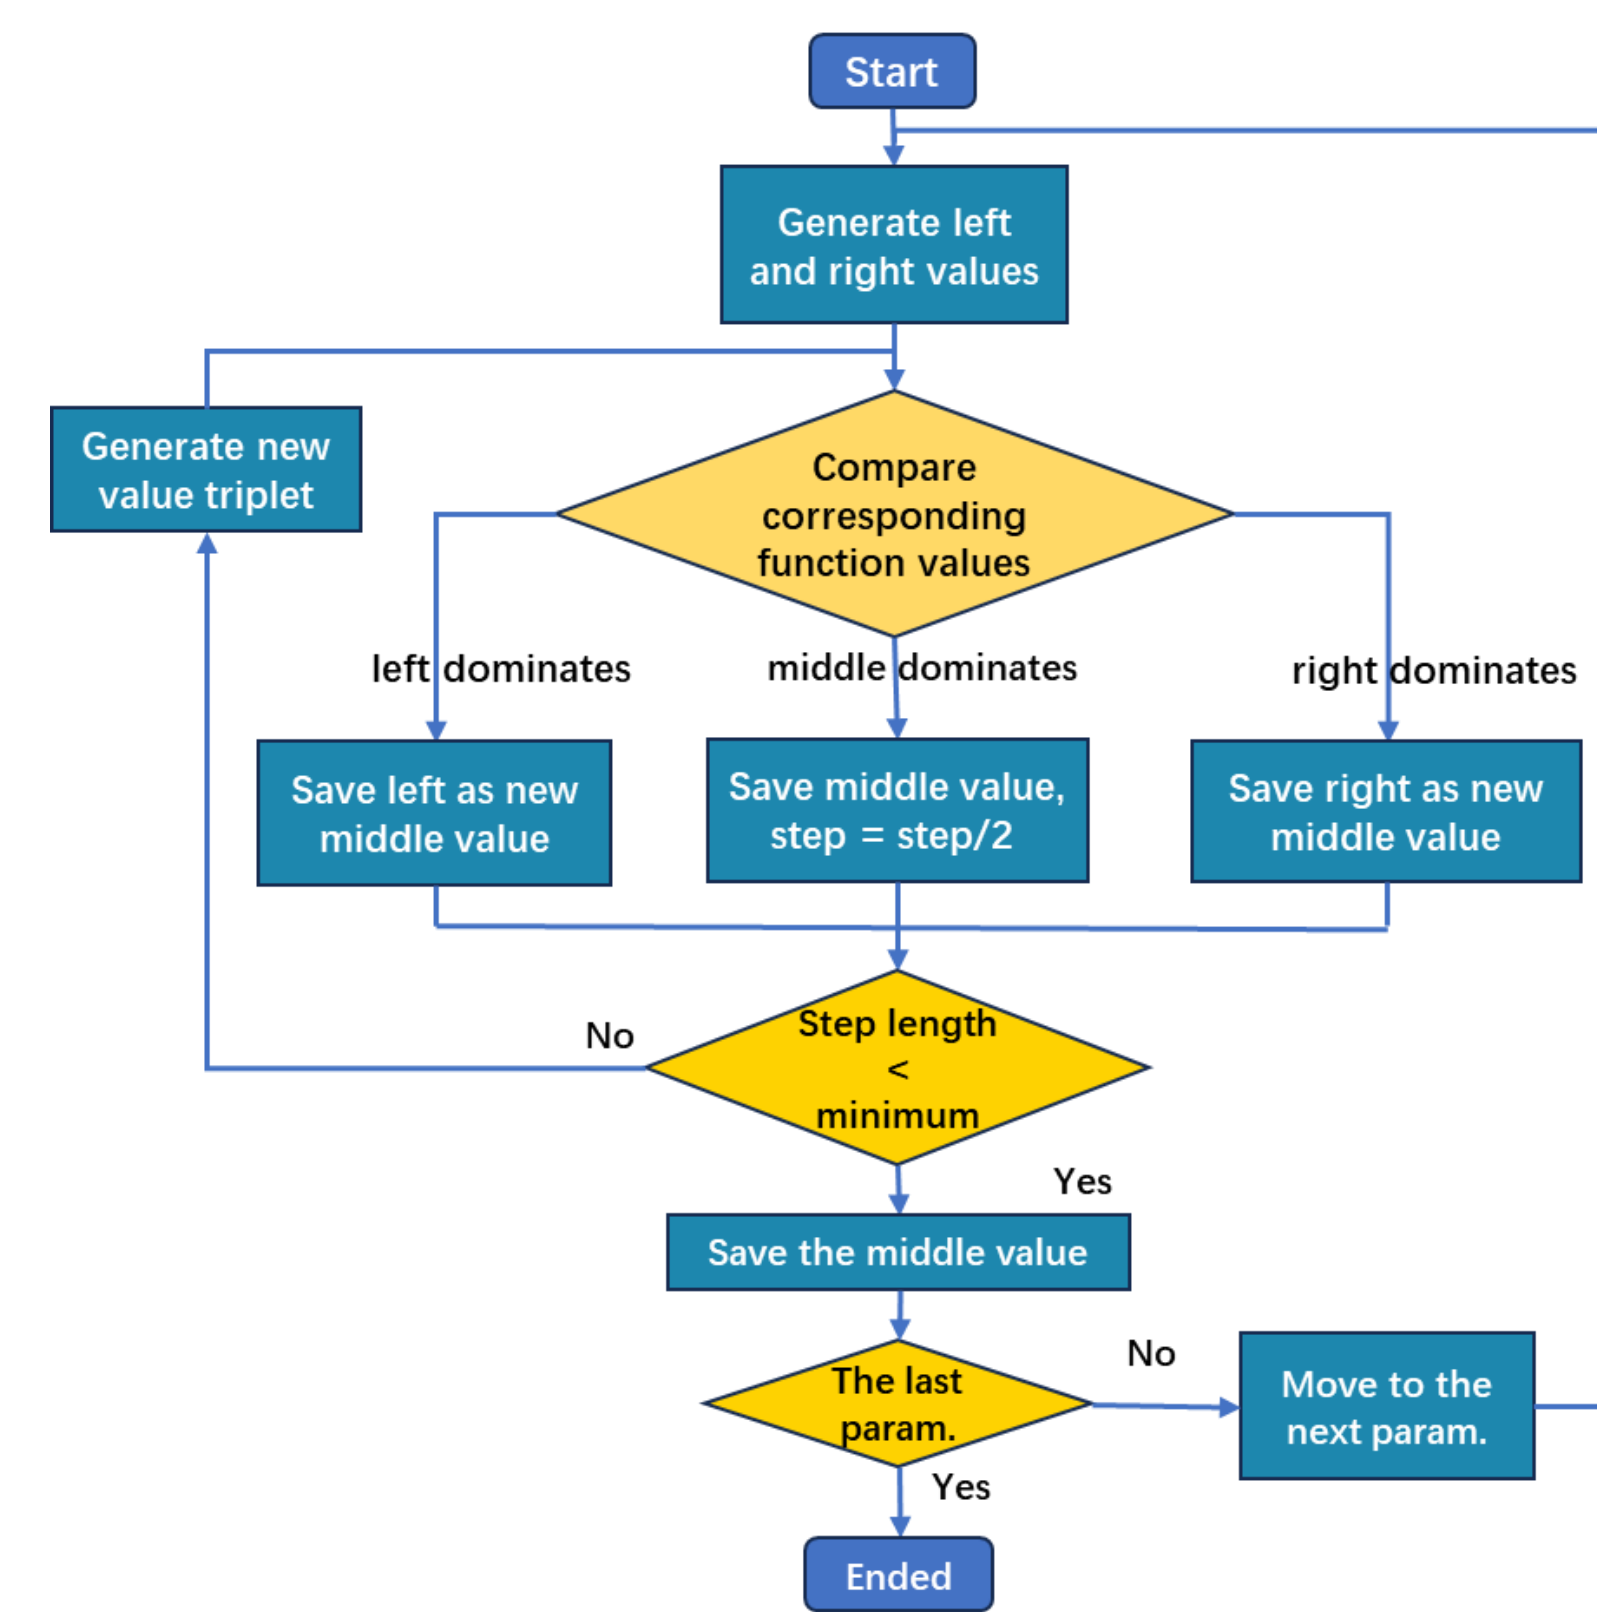 Start
Generate left
and right values
Generate new
value triplet
Compare
corresponding
function values
left dominates
middle dominates
right dominates
Save left as new
middle value
Save middle value,
step = step/2
Save right as new
middle value
No
Step length
<
minimum
Yes
Save the middle value
The last
param.
No
Move to the
next param.
Yes
Ended